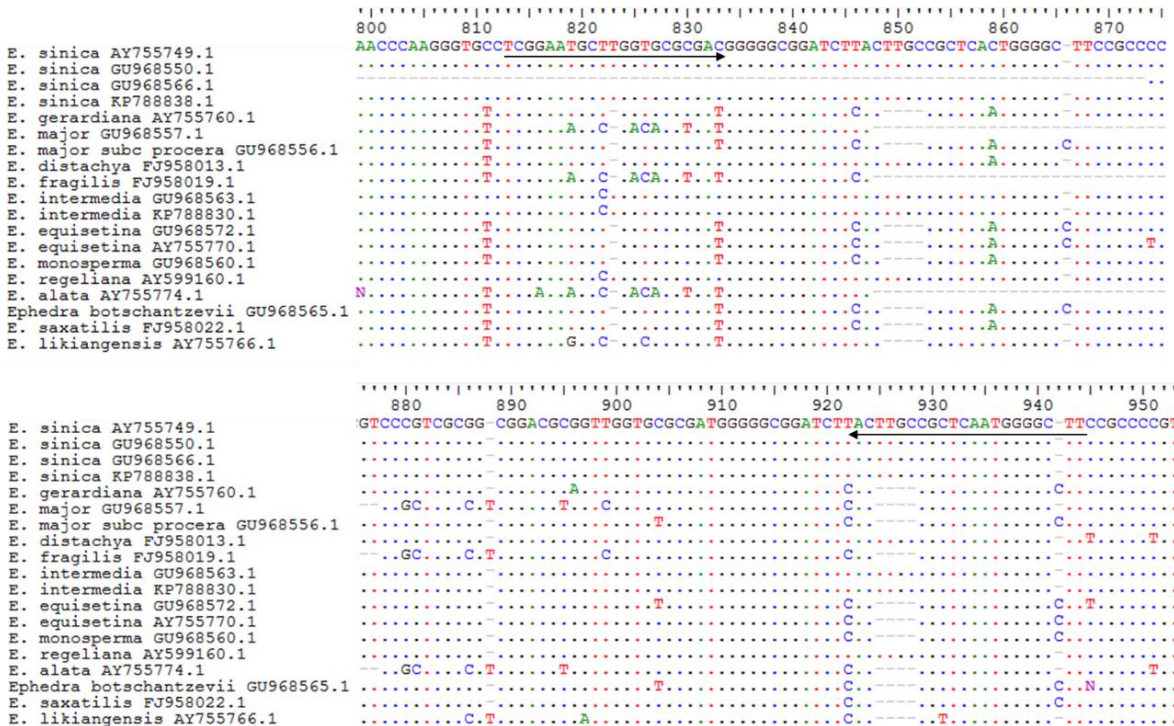 800 810 820 830 840 850 860 870
E. sinica AY755749.1 AACCCAAGGGTGCCTCGGAATGCTTGGTGCGCGACGGGGGCGGATCTTACTTGCCGCTCACTGGGGC-TTCCGCCCC
E. sinica GU968550.1
E. sinica GU968566.1
E. sinica KP788838.1
E. gerardiana AY755760.1 T T C A
E. major GU968557.1 T A C ACA T T
E. major subc procera GU968556.1 T T C A C
E. distachya FJ958013.1 T A
E. fragilis FJ958019.1 T A C ACA T T C
E. intermedia GU968563.1 C
E. intermedia KP788830.1 C
E. equisetina GU968572.1 T T C A C
E. equisetina AY755770.1 T T C A C T
E. monosperma GU968560.1 T T C A
E. regeliana AY599160.1 C
E. alata AY755774.1 N T A A C ACA T T
Ephedra botschantzevii GU968565.1 T T C A C
E. saxatilis FJ958022.1 T T C A
E. likiangensis AY755766.1 T G C C T
880 890 900 910 920 930 940 950
E. sinica AY755749.1 GTCCCGTCGCGG-CGGACGCGGTTGGTGCGCGATGGGGGCGGATCTTACTTGCCGCTCAATGGGGC-TTCCGCCCCGT
E. sinica GU968550.1
E. sinica GU968566.1
E. sinica KP788838.1
E. gerardiana AY755760.1 A C C
E. major GU968557.1 GC C T T C C
E. major subc procera GU968556.1 T C C
E. distachya FJ958013.1 T T
E. fragilis FJ958019.1 GC C T C C
E. intermedia GU968563.1
E. intermedia KP788830.1
E. equisetina GU968572.1 T C C T
E. equisetina AY755770.1 C C
E. monosperma GU968560.1 C C
E. regeliana AY599160.1
E. alata AY755774.1 GC C T T C T
Ephedra botschantzevii GU968565.1 T C C N
E. saxatilis FJ958022.1 C C
E. likiangensis AY755766.1 C T A C T